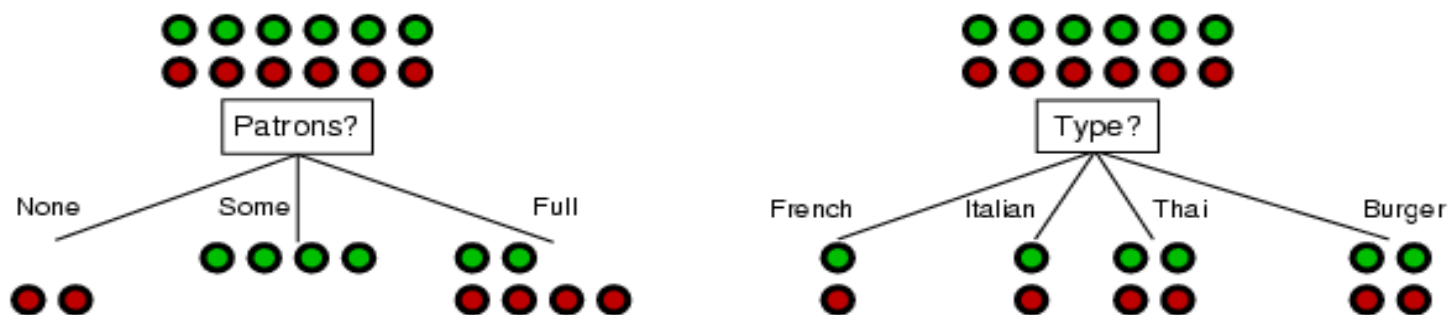 Patrons?
Type?
None
Some
Full
French
Italian
Thai
Burger